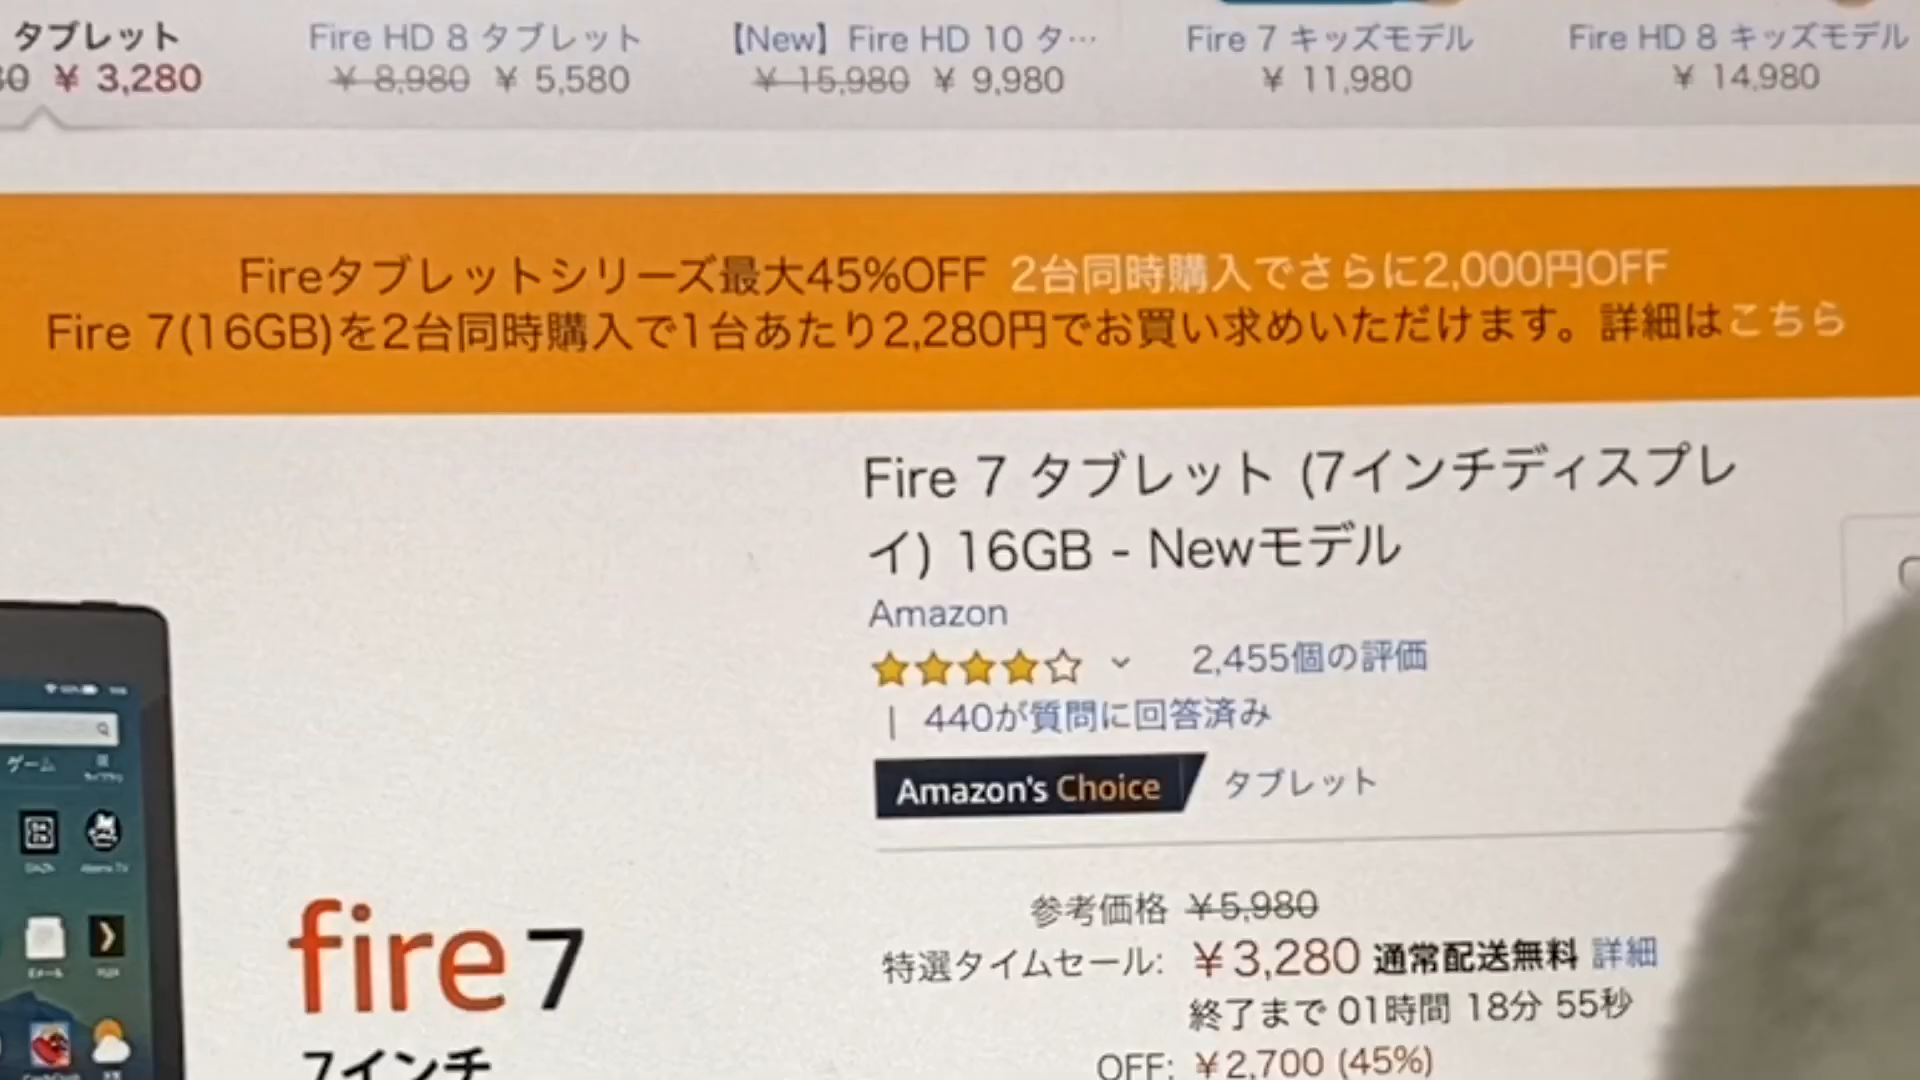 タブレット
Fire HD 8 タブレット
【New】Fire HD 10 タ…
Fire 7 キッズモデル
Fire HD 8 キッズモデル
¥ 3,280
¥ 8,980 ¥ 5,580
¥ 15,980 ¥ 9,980
¥ 11,980
¥ 14,980
Fireタブレットシリーズ最大45%OFF 2台同時購入でさらに2,000円OFF
Fire 7(16GB)を2台同時購入で1台あたり2,280円でお買い求めいただけます。詳細はこちら
Fire 7 タブレット (7インチディスプレ
イ) 16GB - Newモデル
Amazon
2,455個の評価
| 440が質問に回答済み
Amazon's Choice タブレット
参考価格 ¥5,980
特選タイムセール: ¥3,280 通常配送無料 詳細
終了まで 01時間 18分 55秒
OFF: ¥2,700 (45%)
ゲーム
fire 7
7インチ